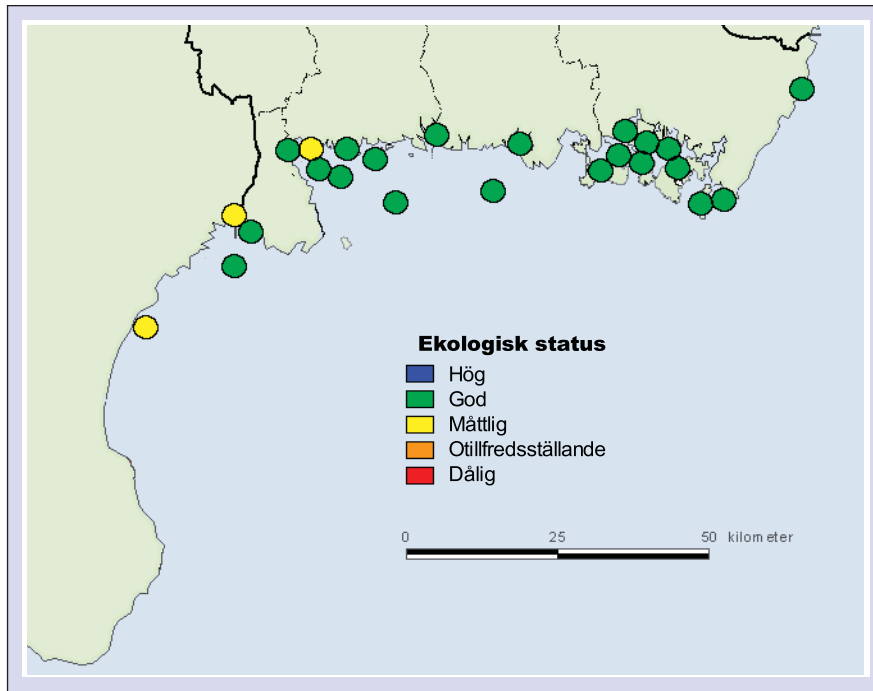 Ekologisk status
Hög
God
Måttlig
Otillfredsställande
Dålig
0 25 50 kilometer